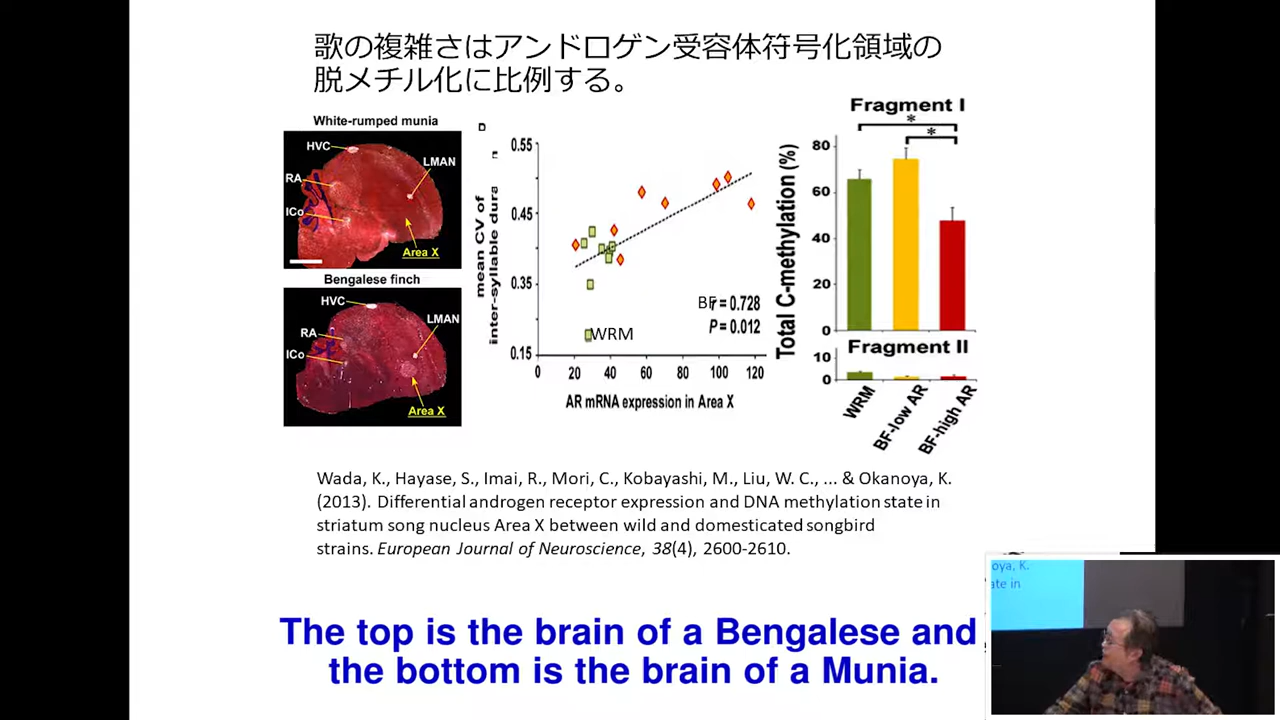 歌の複雑さはアンドロゲン受容体符号化領域の
脱メチル化に比例する。
White-rumped munia
HVC
LMAN
RA
ICo
Area X
Bengalese finch
HVC
LMAN
RA
ICo
Area X
D
n
0.55
0.45
0.35
0.15
mean CV of
inter-syllable dura
0
20
40
60
80
100
120
AR mRNA expression in Area X
BF
r = 0.728
P = 0.012
WRM
Fragment I
*
*
80
60
40
20
0
Total C-methylation (%)
Fragment II
10
0
WRM
BF-low AR
BF-high AR
Wada, K., Hayase, S., Imai, R., Mori, C., Kobayashi, M., Liu, W. C., ... & Okanoya, K.
(2013). Differential androgen receptor expression and DNA methylation state in
striatum song nucleus Area X between wild and domesticated songbird
strains. European Journal of Neuroscience, 38(4), 2600-2610.
oya, K.
ate in
The top is the brain of a Bengalese and
the bottom is the brain of a Munia.